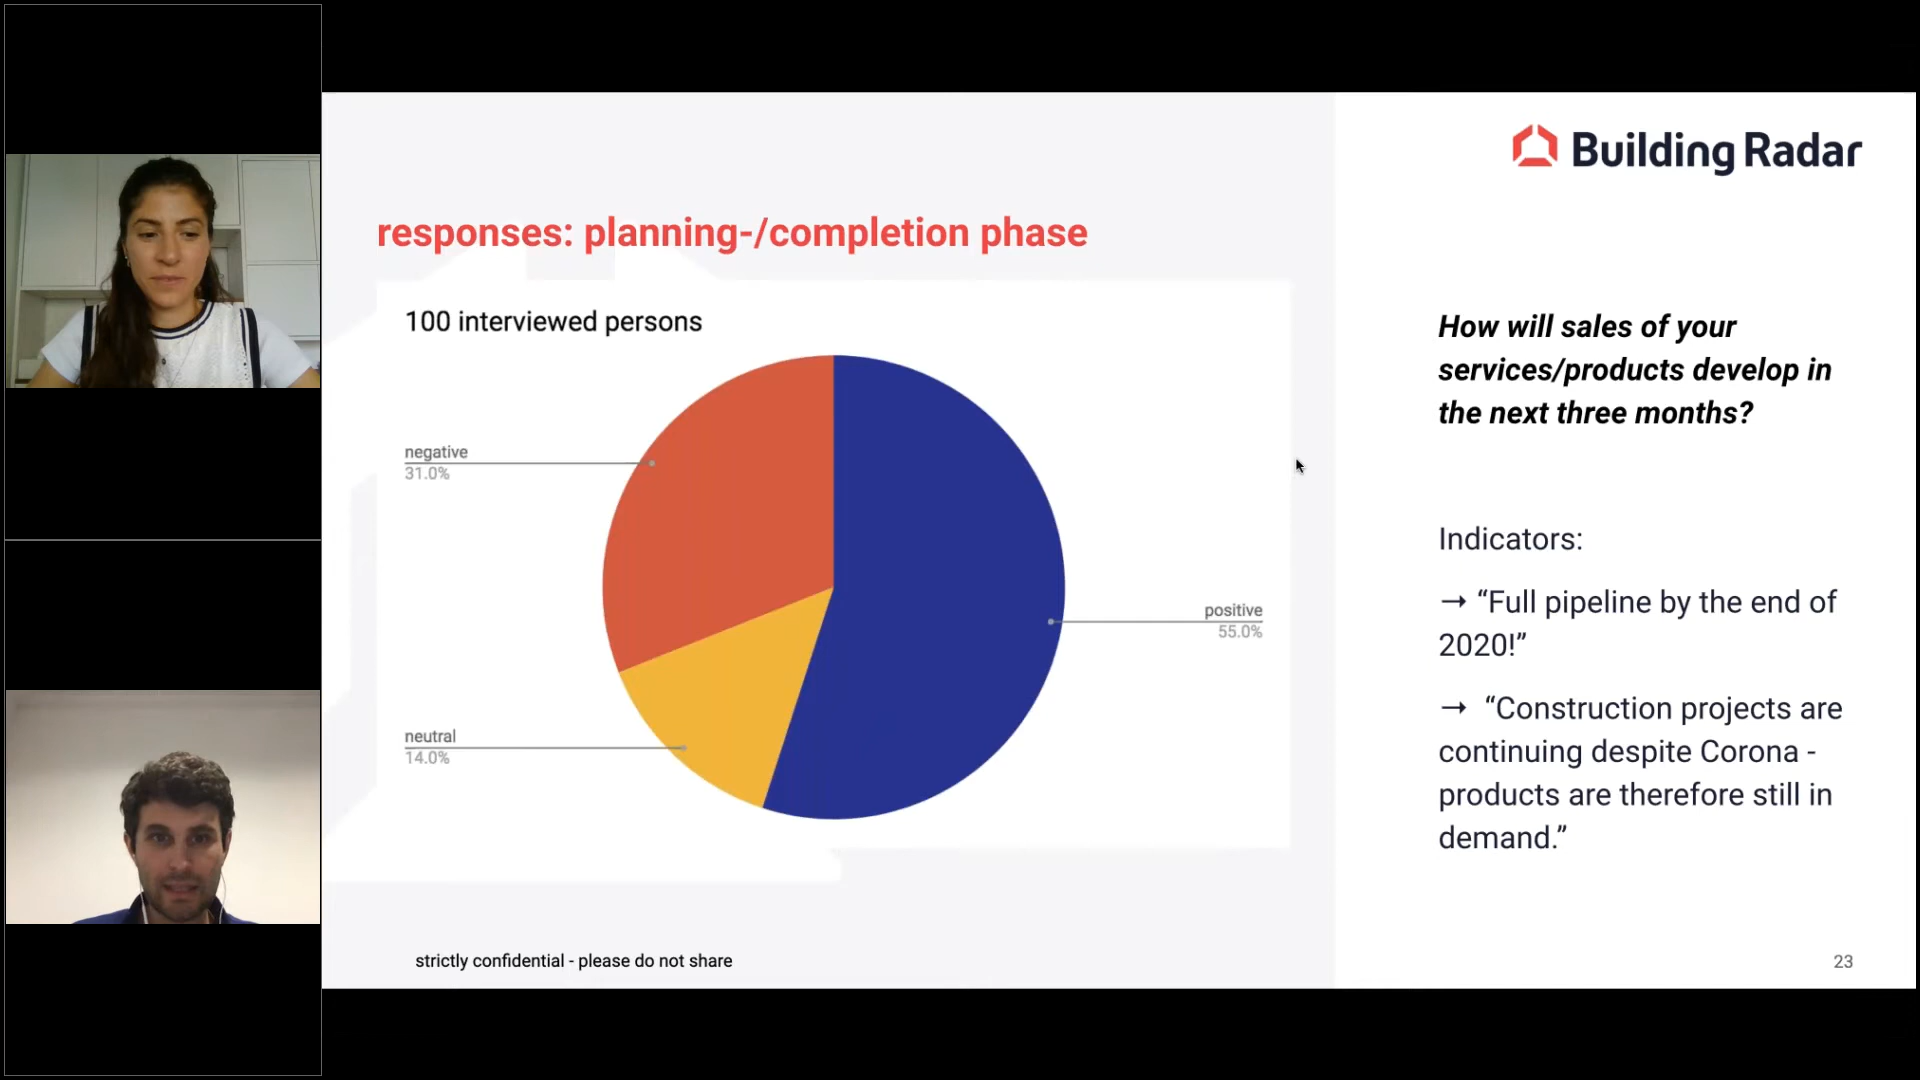 Building Radar
responses: planning-/completion phase
100 interviewed persons
negative
31.0%
positive
55.0%
neutral
14.0%
How will sales of your
services/products develop in
the next three months?
Indicators:
→ “Full pipeline by the end of
2020!”
→ “Construction projects are
continuing despite Corona -
products are therefore still in
demand.”
strictly confidential - please do not share
23